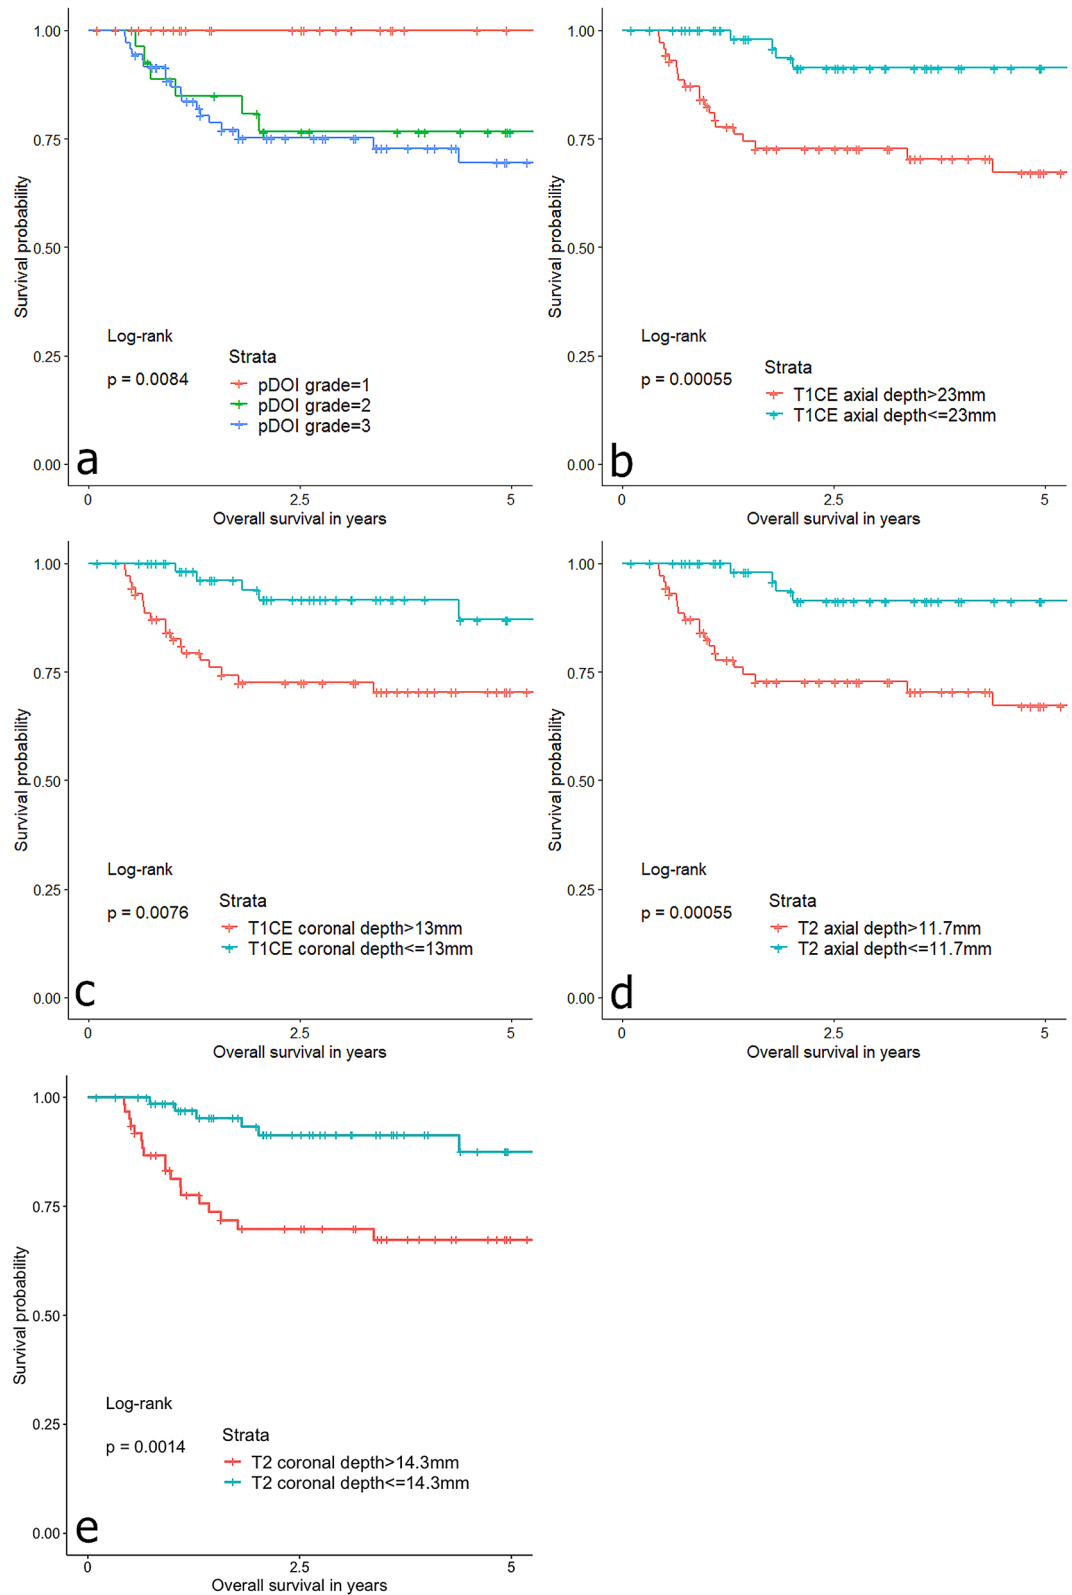 1.00
0.75
0.50
0.25
0.00
Survival probability
Log-rank
p = 0.0084
Strata
pDOI grade=1
pDOI grade=2
pDOI grade=3
a
0 2.5 5
Overall survival in years
1.00
0.75
0.50
0.25
0.00
Survival probability
Log-rank
p = 0.00055
Strata
T1CE axial depth>23mm
T1CE axial depth<=23mm
b
0 2.5 5
Overall survival in years
1.00
0.75
0.50
0.25
0.00
Survival probability
Log-rank
p = 0.0076
Strata
T1CE coronal depth>13mm
T1CE coronal depth<=13mm
c
0 2.5 5
Overall survival in years
1.00
0.75
0.50
0.25
0.00
Survival probability
Log-rank
p = 0.00055
Strata
T2 axial depth>11.7mm
T2 axial depth<=11.7mm
d
0 2.5 5
Overall survival in years
1.00
0.75
0.50
0.25
0.00
Survival probability
Log-rank
p = 0.0014
Strata
T2 coronal depth>14.3mm
T2 coronal depth<=14.3mm
e
0 2.5 5
Overall survival in years